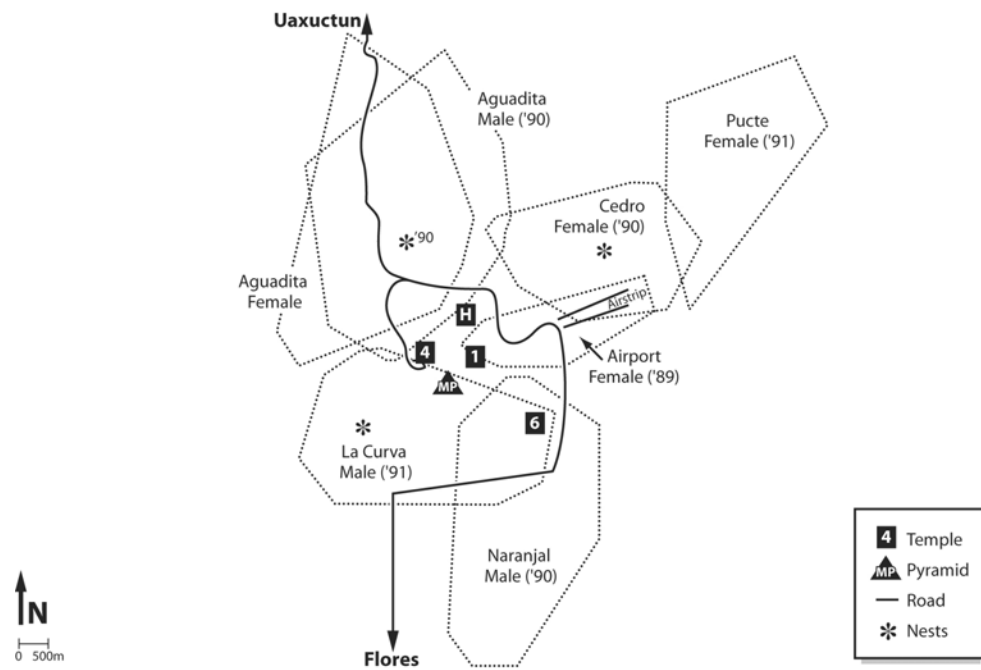 Uaxuctun
Aguadita
Male ('90)
Pucte
Female ('91)
Cedro
Female ('90)
'90
Aguadita
Female
Airstrip
H
4
1
Airport
Female ('89)
MP
6
La Curva
Male ('91)
Naranjal
Male ('90)
4 Temple
MP Pyramid
Road
Nests
N
0 500m
Flores